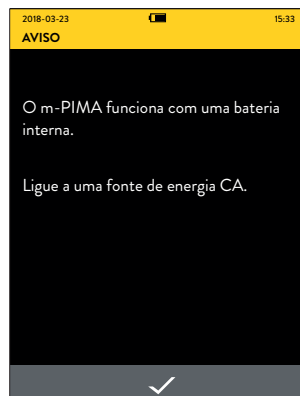 2018-03-23 15:33
AVISO
O m-PIMA funciona com uma bateria
interna.
Ligue a uma fonte de energia CA.